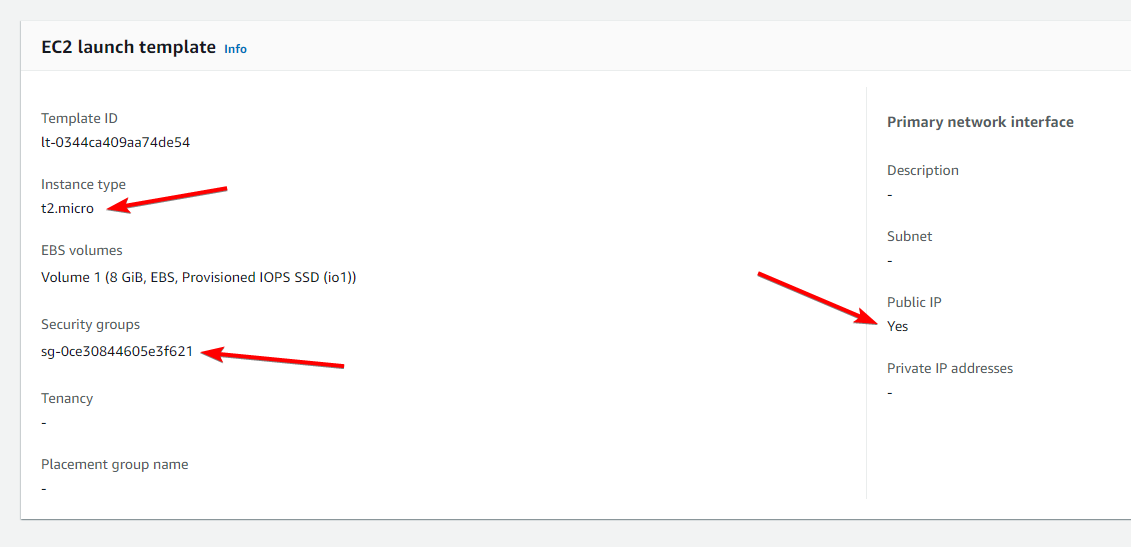 EC2 launch template Info
Template ID
lt-0344ca409aa74de54
Instance type
t2.micro
EBS volumes
Volume 1 (8 GiB, EBS, Provisioned IOPS SSD (io1))
Security groups
sg-0ce30844605e3f621
Tenancy
-
Placement group name
-
Primary network interface
Description
-
Subnet
-
Public IP
Yes
Private IP addresses
-